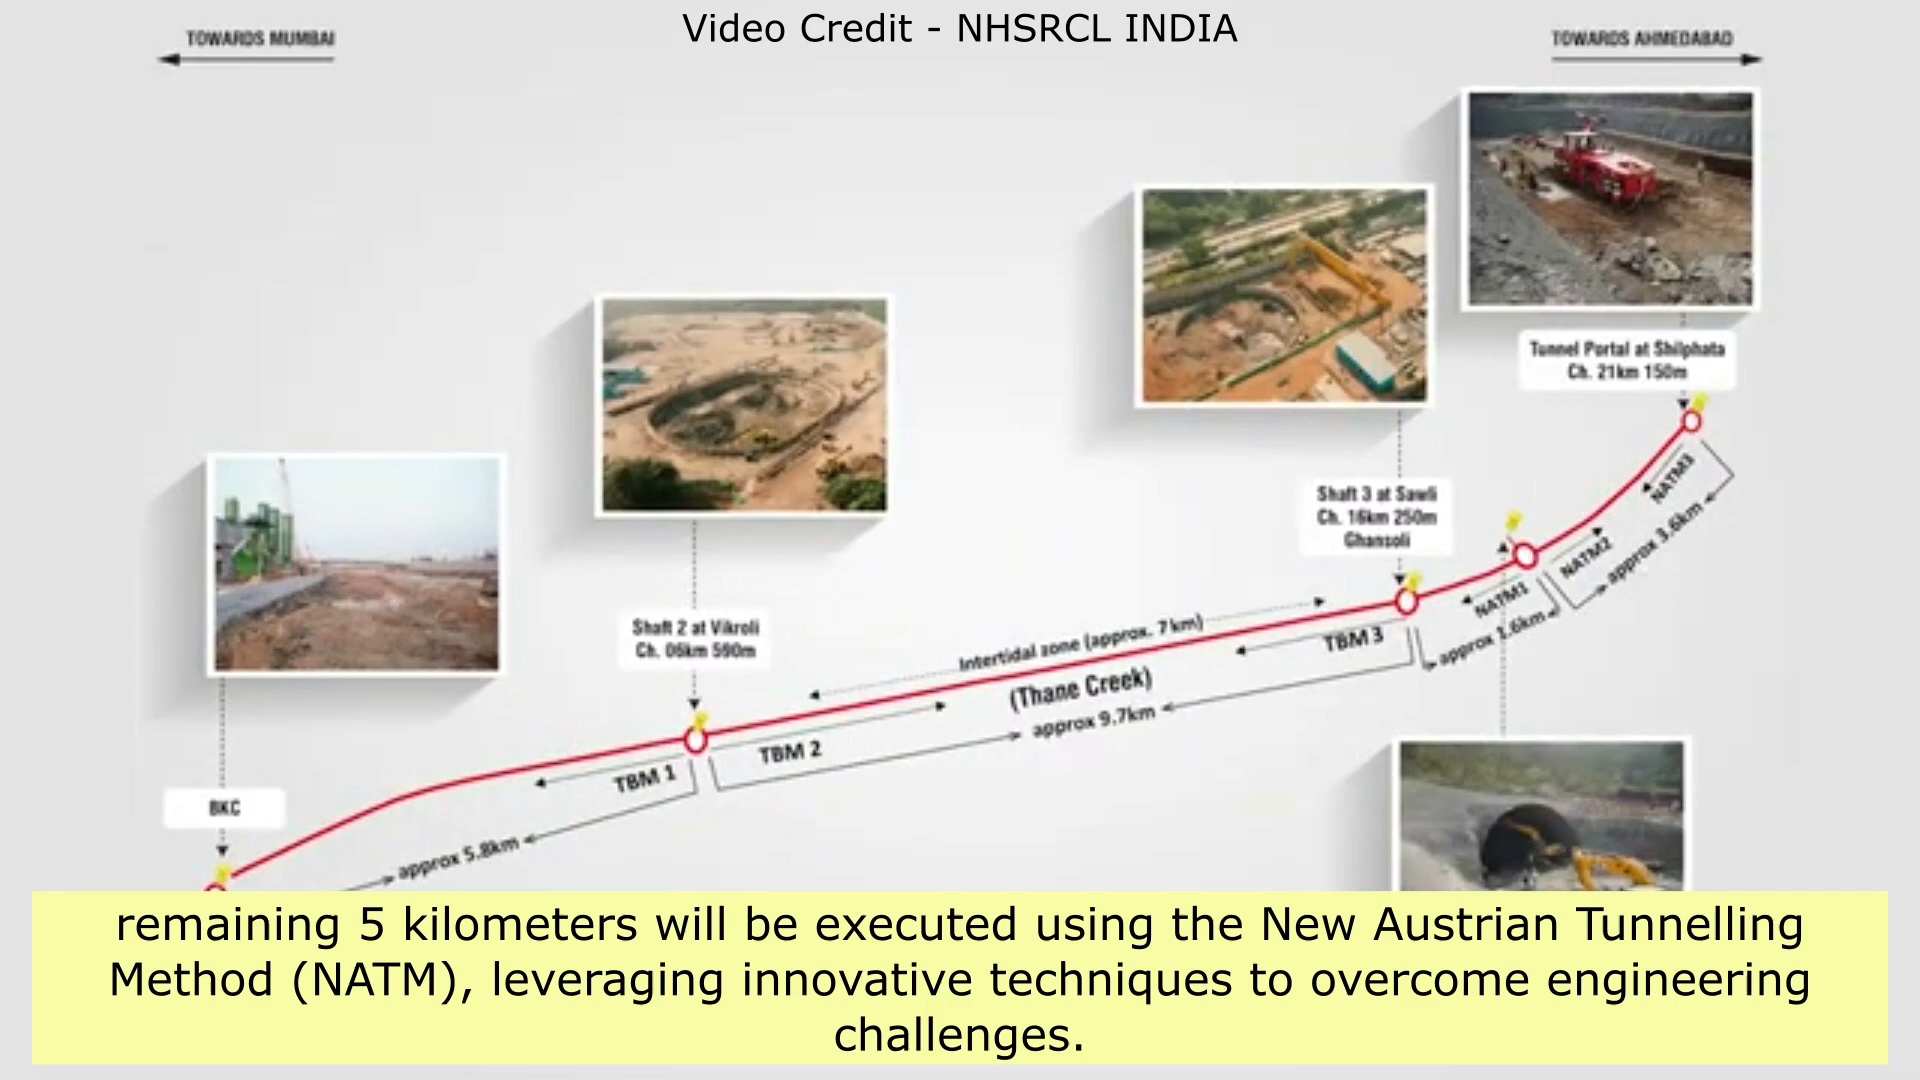 Video Credit - NHSRCL INDIA
TOWARDS MUMBAI
TOWARDS AHMEDABAD
Tunnel Portal at Shilphata
Ch. 21km 150m
Shaft 3 at Sawli
Ch. 16km 250m
Ghansoli
Shaft 2 at Vikroli
Ch. 06km 590m
BKC
NATM3
approx 3.6km
NATM2
NATM1
approx 1.6km
Intertidal zone (approx. 7km)
TBM 3
(Thane Creek)
approx 9.7km
TBM 2
TBM 1
approx 5.8km
remaining 5 kilometers will be executed using the New Austrian Tunnelling
Method (NATM), leveraging innovative techniques to overcome engineering
challenges.